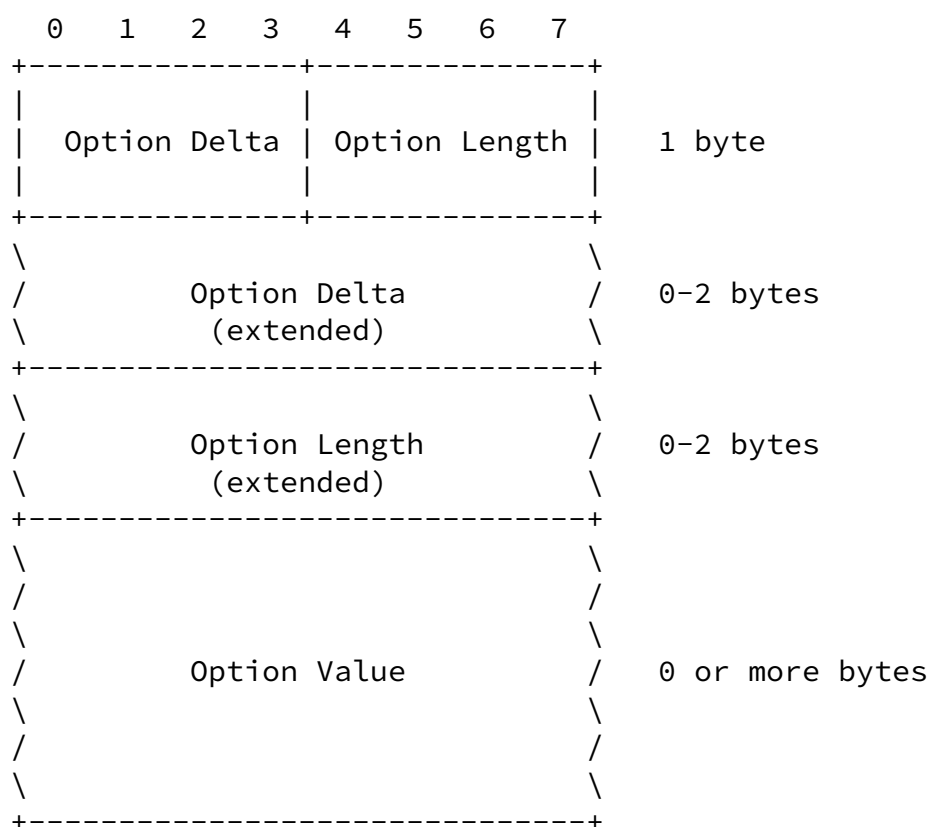 0 1 2 3 4 5 6 7
Option Delta Option Length 1 byte
Option Delta 0-2 bytes
(extended)
Option Length 0-2 bytes
(extended)
Option Value 0 or more bytes